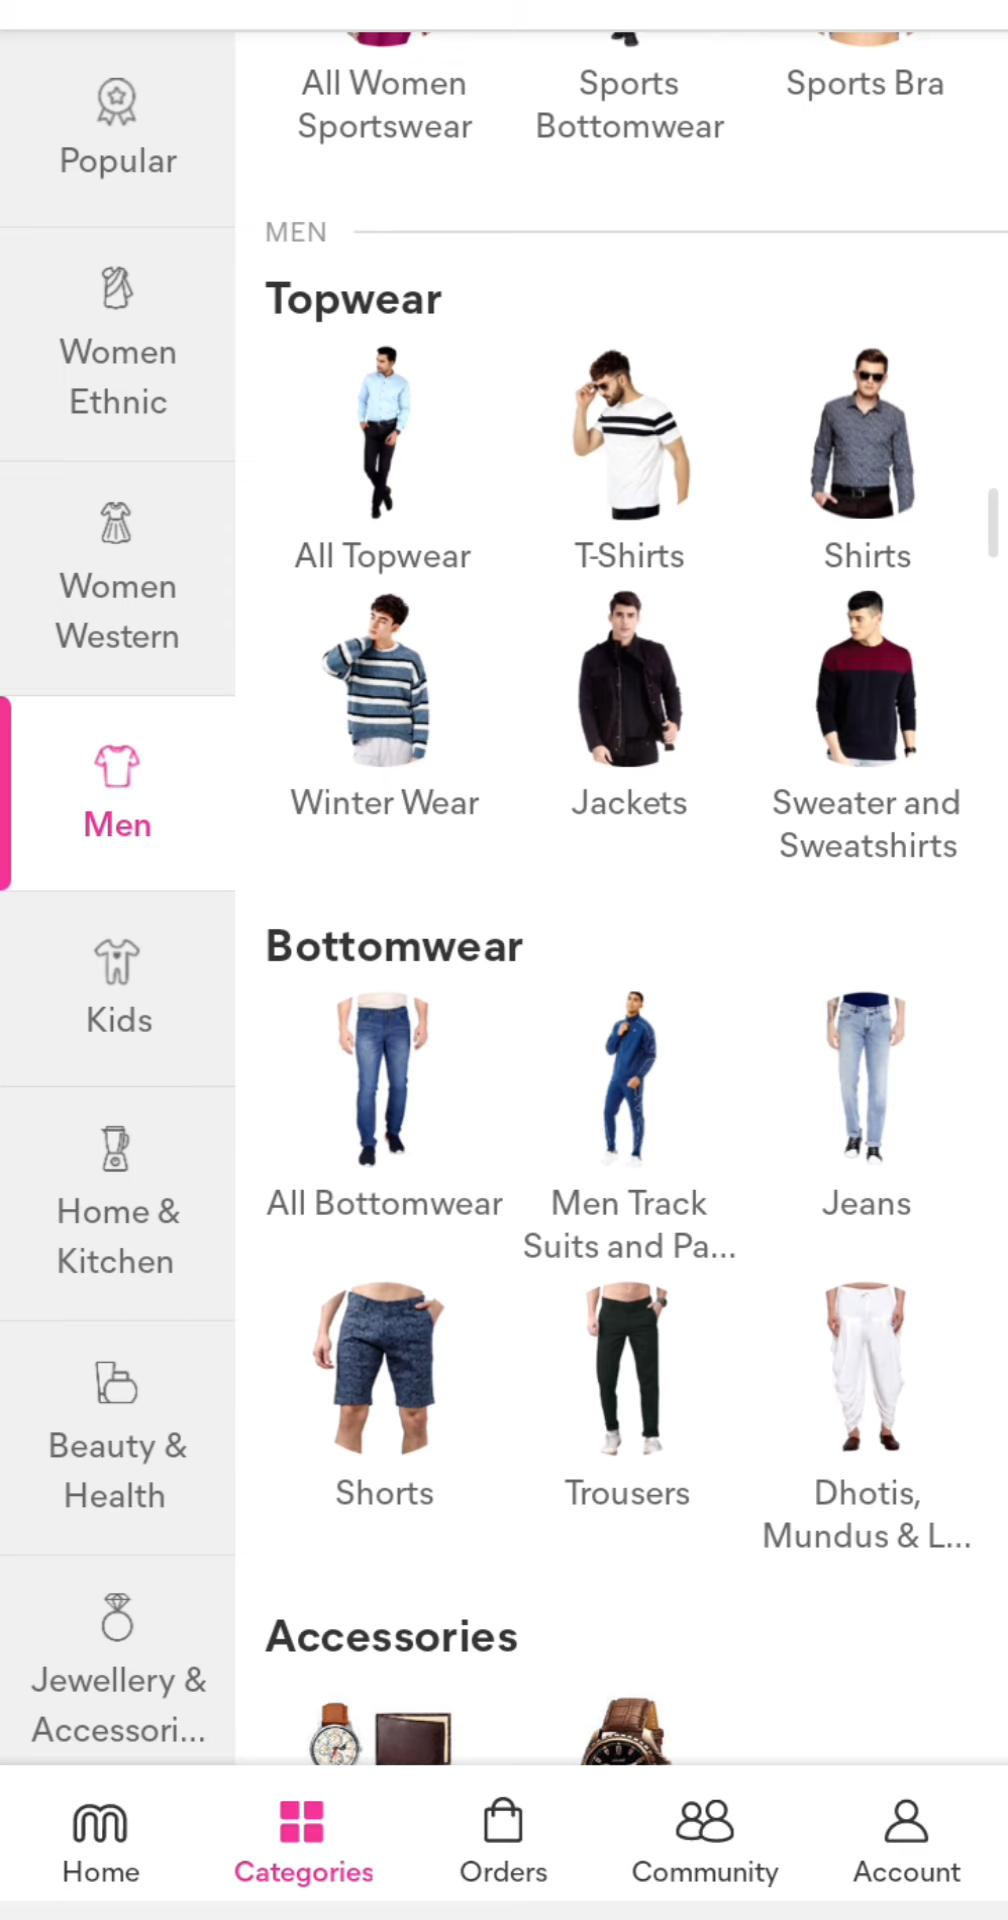 All Women
Sportswear
Sports
Bottomwear
Sports Bra
Popular
Women
Ethnic
Women
Western
Men
Kids
Home &
Kitchen
Beauty &
Health
Jewellery &
Accessori...
MEN
Topwear
All Topwear
T-Shirts
Shirts
Winter Wear
Jackets
Sweater and
Sweatshirts
Bottomwear
All Bottomwear
Men Track
Suits and Pa...
Jeans
Shorts
Trousers
Dhotis,
Mundus & L...
Accessories
Home
Categories
Orders
Community
Account